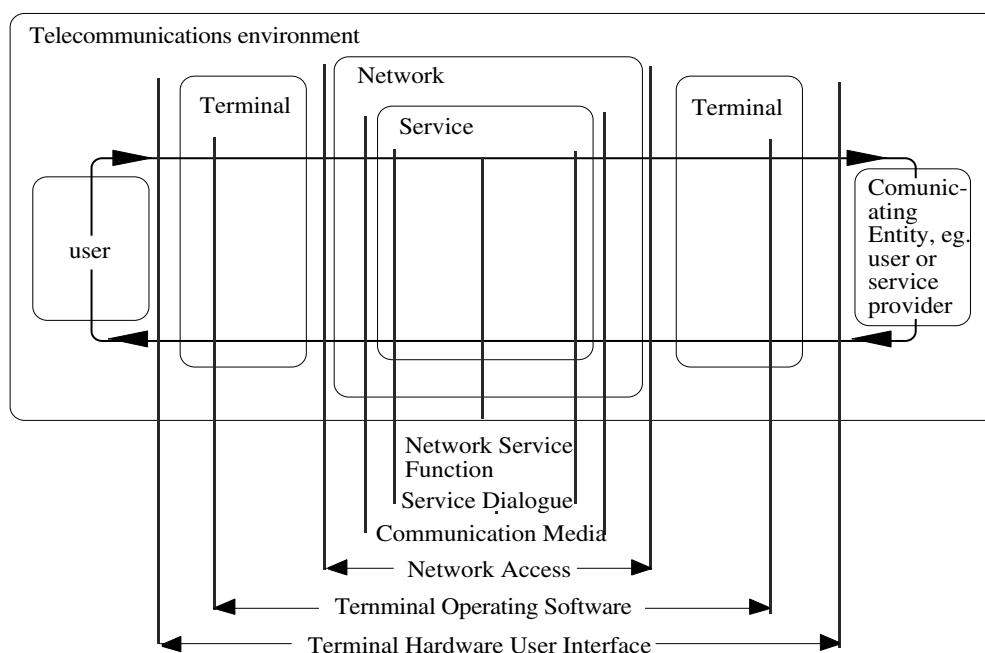 Telecommunications environment
Network
Terminal
Terminal
Service
user
Comunic-
ating
Entity, eg.
user or
service
provider
Network Service
Function
Service Dialogue
Communication Media
Network Access
Ternminal Operating Software
Terminal Hardware User Interface